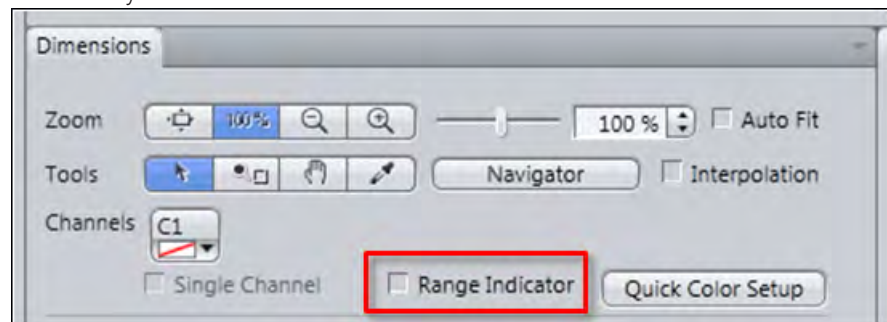 Dimensions
Zoom 100% 100 % Auto Fit
Tools Navigator Interpolation
Channels C1
Single Channel Range Indicator Quick Color Setup